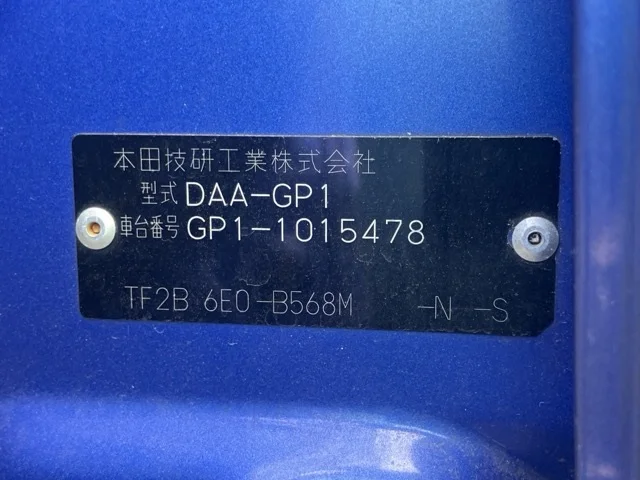 本田技研工業株式会社
型式 DAA-GP1
車台番号 GP1-1015478
TF2B 6E0-B568M -N -S